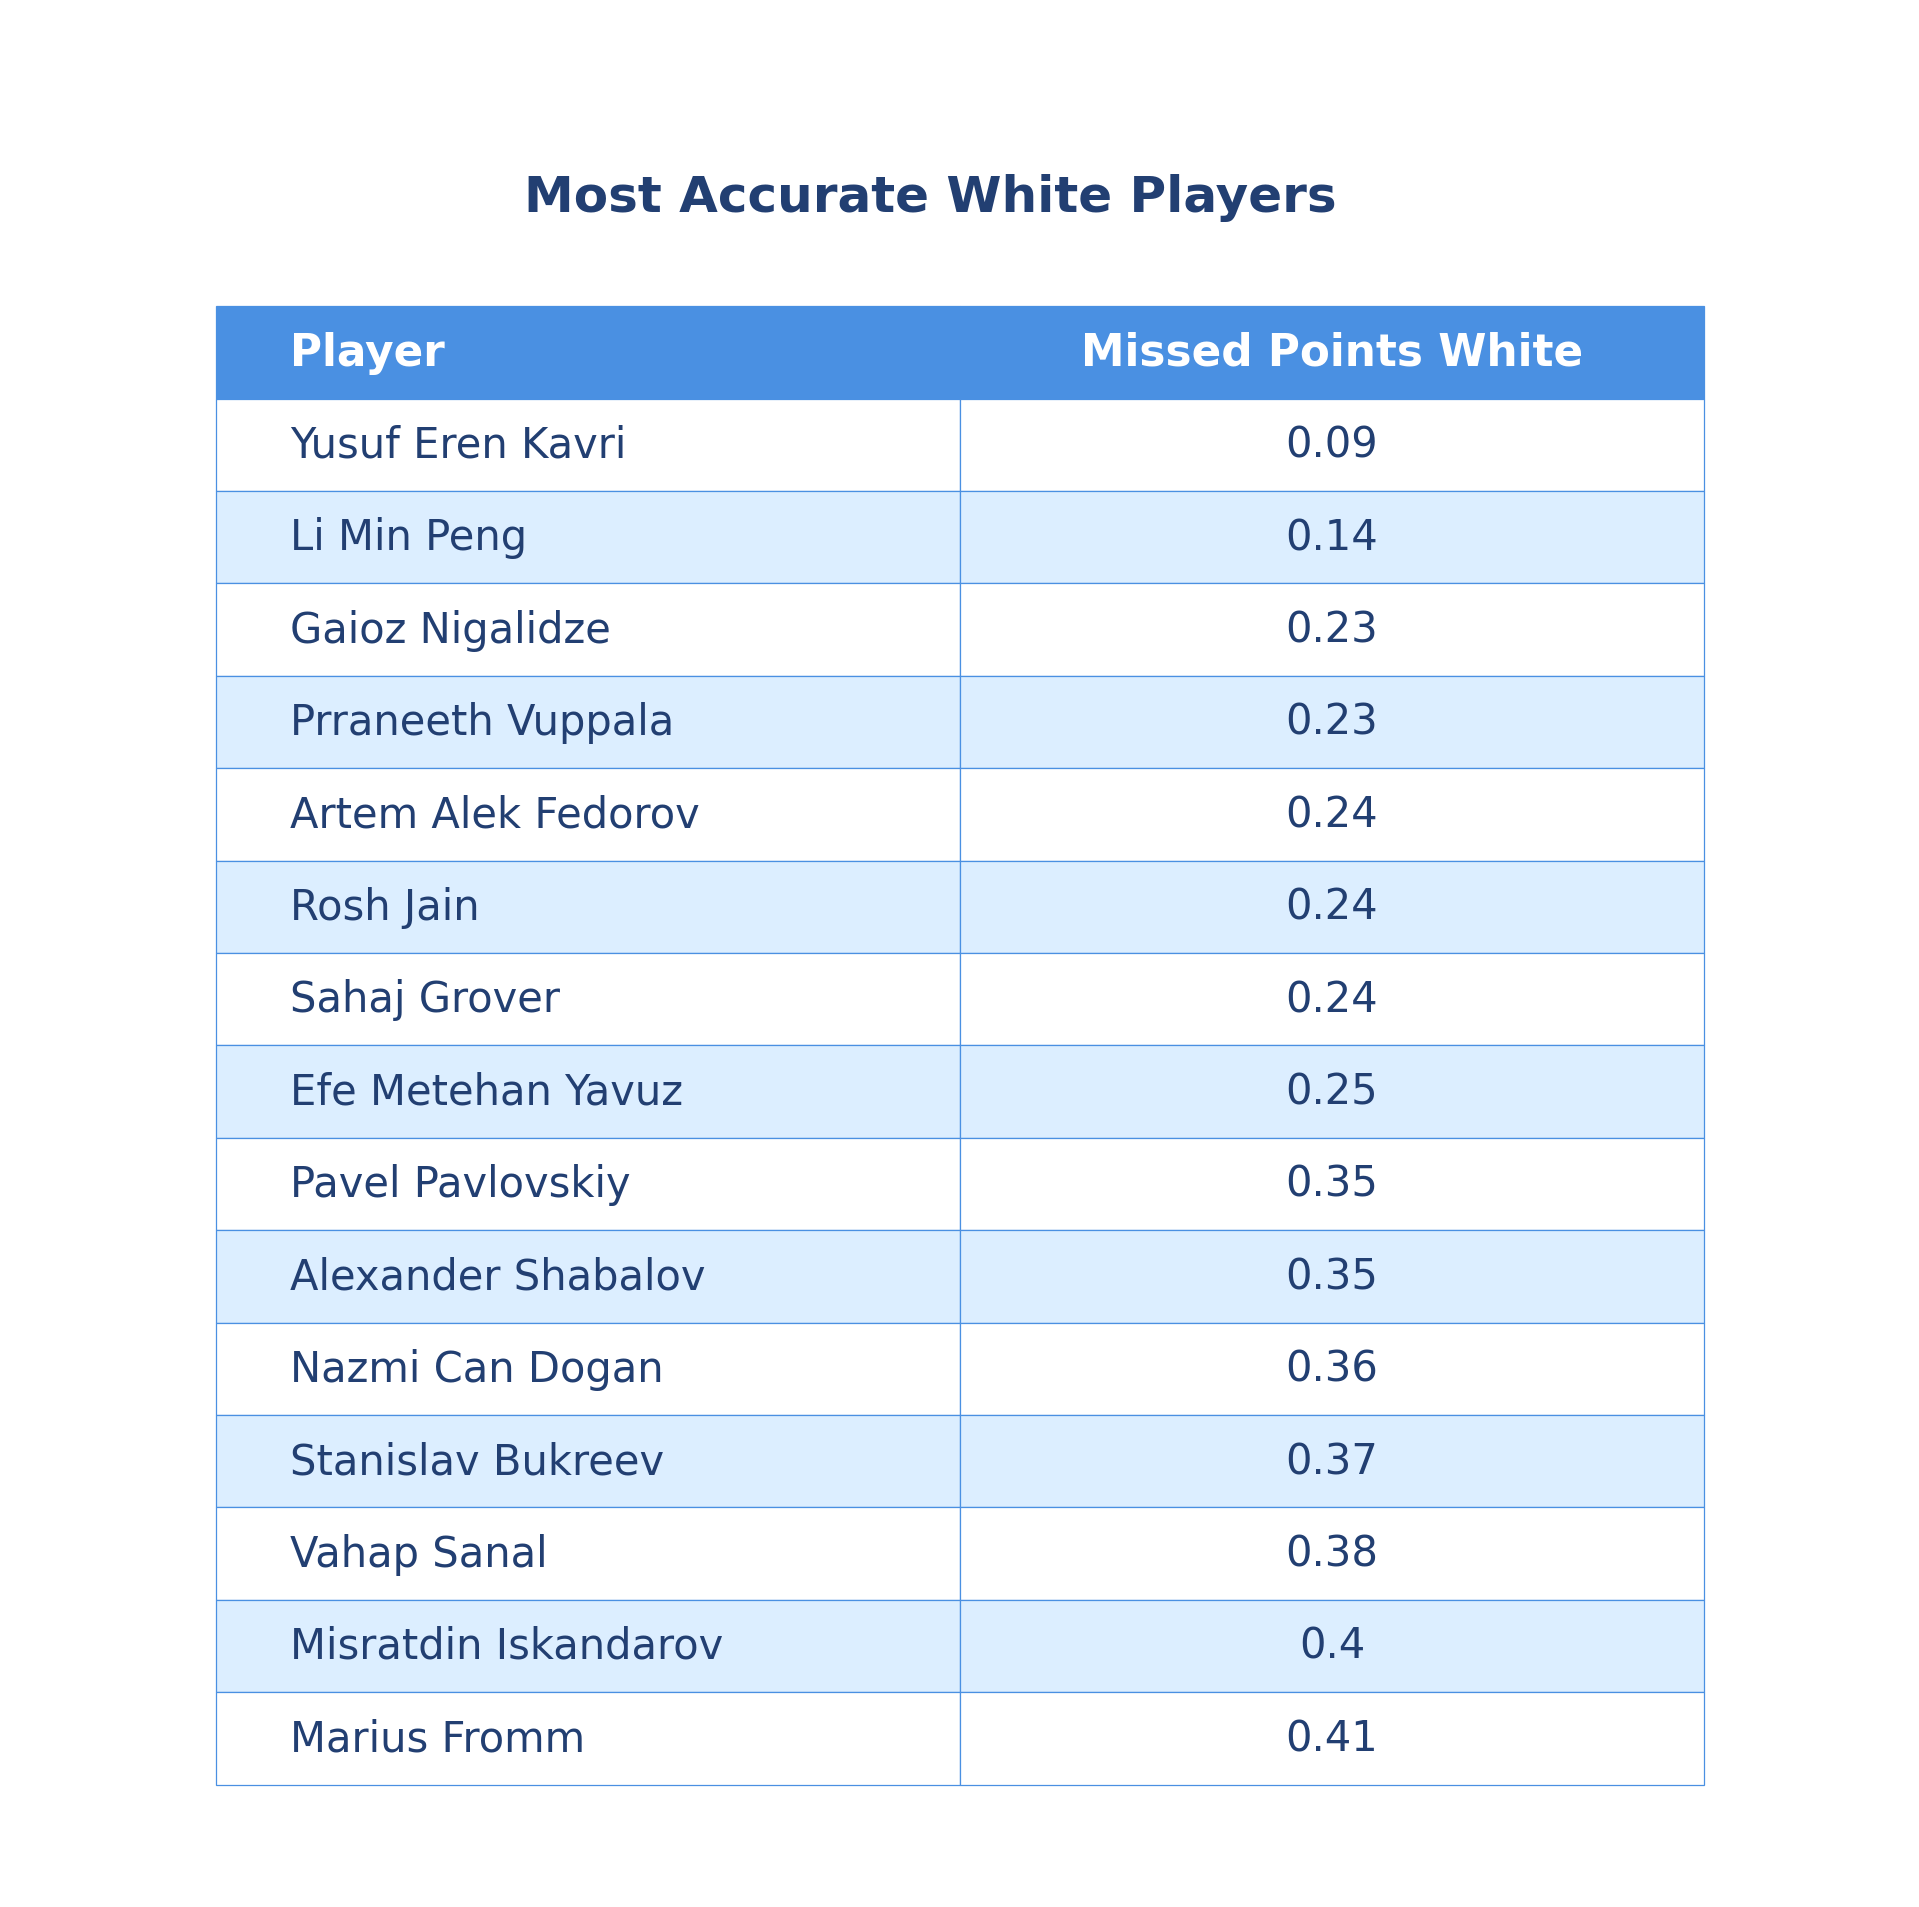 Most Accurate White Players
Player Missed Points White
Yusuf Eren Kavri 0.09
Li Min Peng 0.14
Gaioz Nigalidze 0.23
Prraneeth Vuppala 0.23
Artem Alek Fedorov 0.24
Rosh Jain 0.24
Sahaj Grover 0.24
Efe Metehan Yavuz 0.25
Pavel Pavlovskiy 0.35
Alexander Shabalov 0.35
Nazmi Can Dogan 0.36
Stanislav Bukreev 0.37
Vahap Sanal 0.38
Misratdin Iskandarov 0.4
Marius Fromm 0.41